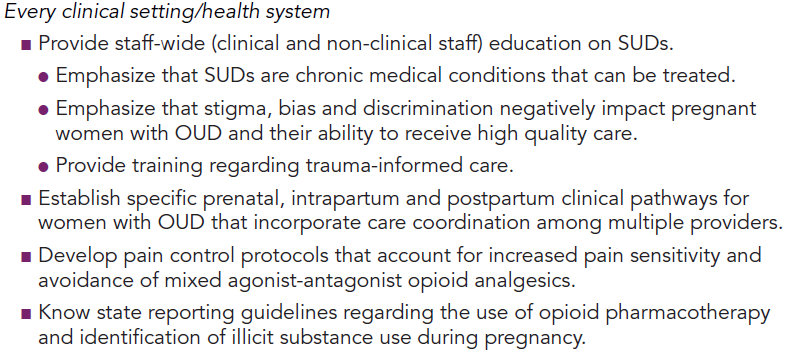 Every clinical setting/health system
■ Provide staff-wide (clinical and non-clinical staff) education on SUDs.
● Emphasize that SUDs are chronic medical conditions that can be treated.
● Emphasize that stigma, bias and discrimination negatively impact pregnant
women with OUD and their ability to receive high quality care.
● Provide training regarding trauma-informed care.
■ Establish specific prenatal, intrapartum and postpartum clinical pathways for
women with OUD that incorporate care coordination among multiple providers.
■ Develop pain control protocols that account for increased pain sensitivity and
avoidance of mixed agonist-antagonist opioid analgesics.
■ Know state reporting guidelines regarding the use of opioid pharmacotherapy
and identification of illicit substance use during pregnancy.